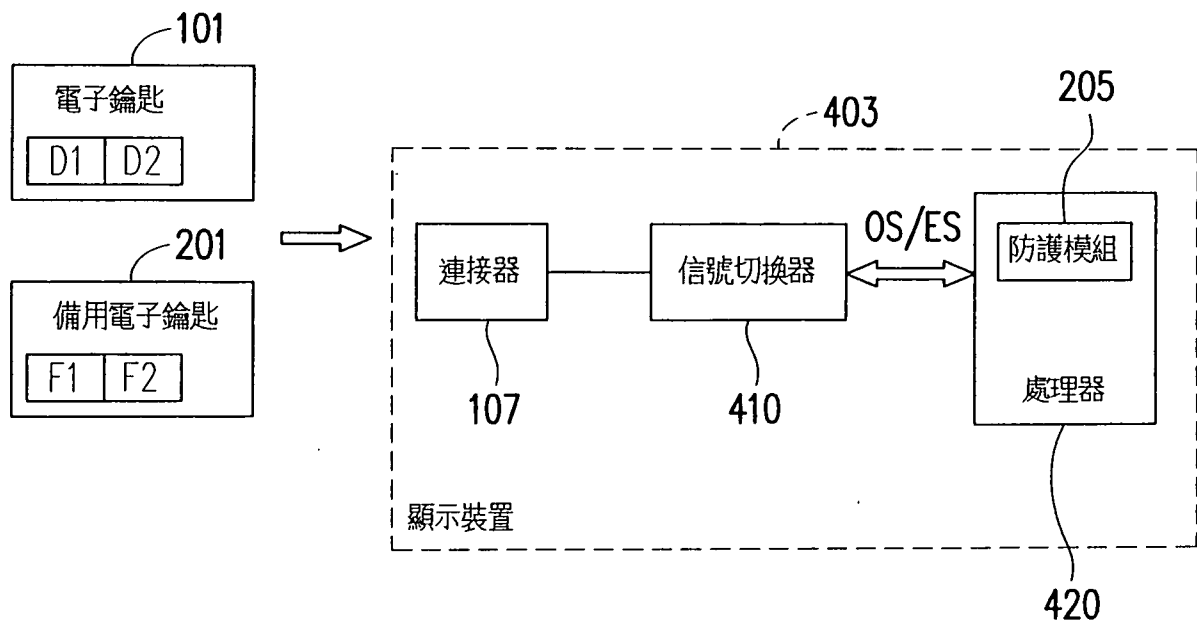 101
電子鑰匙
D1 D2
201
備用電子鑰匙
F1 F2
403
205
連接器
信號切換器
OS/ES
防護模組
處理器
107
410
顯示裝置
420